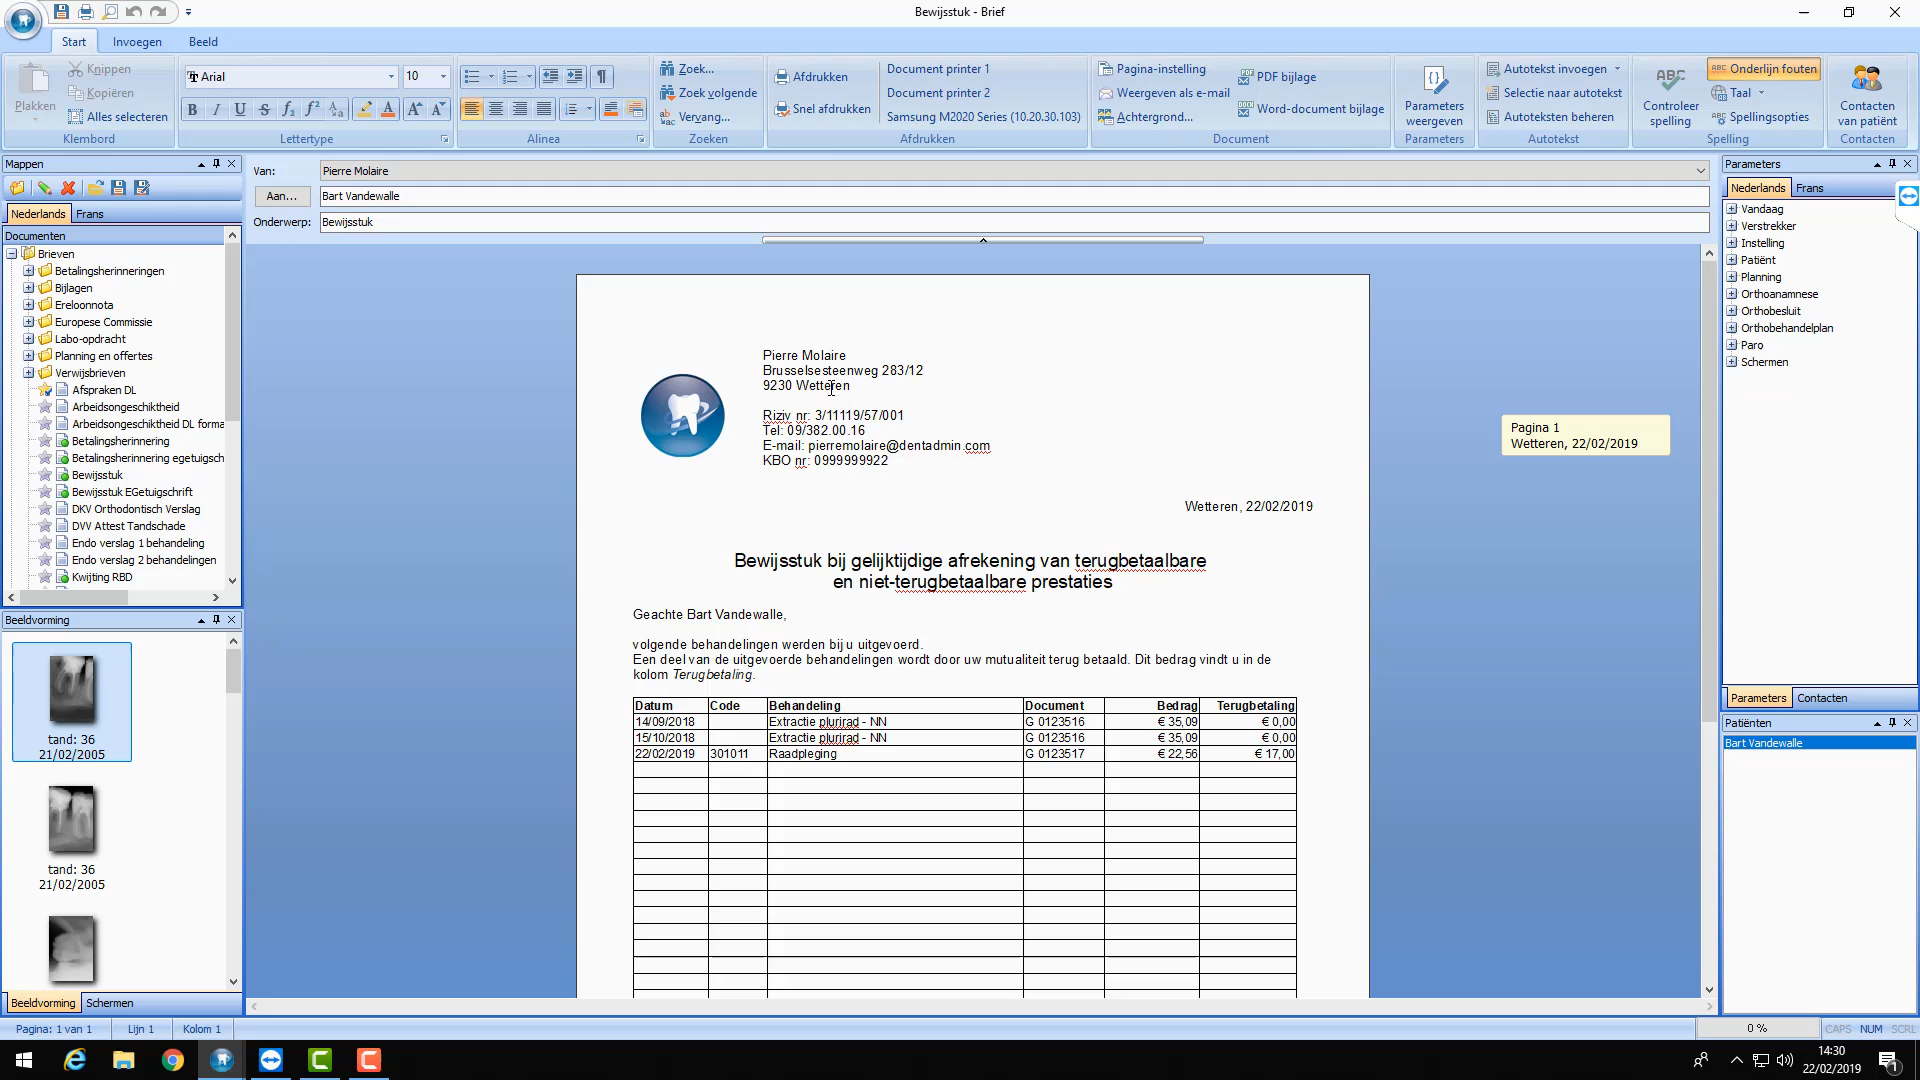 Bewijsstuk - Brief
Start Invoegen Beeld
Plakken
Knippen
Kopiëren
Alles selecteren
Klembord
Arial 10
Lettertype
Alinea
Zoek...
Zoek volgende
Vervang...
Zoeken
Afdrukken
Snel afdrukken
Document printer 1
Document printer 2
Samsung M2020 Series (10.20.30.103)
Afdrukken
Pagina-instelling
Weergeven als e-mail
Achtergrond...
PDF bijlage
Word-document bijlage
Document
Parameters
weergeven
Parameters
Autotekst invoegen
Selectie naar autotekst
Autoteksten beheren
Autotekst
Controleer
spelling
Onderlijn fouten
Taal
Spellingsopties
Spelling
Contacten
van patiënt
Contacten
Mappen
Nederlands Frans
Documenten
Brieven
Betalingsherinneringen
Bijlagen
Ereloonnota
Europese Commissie
Labo-opdracht
Planning en offertes
Verwijsbrieven
Afspraken DL
Arbeidsongeschiktheid
Arbeidsongeschiktheid DL forma
Betalingsherinnering
Betalingsherinnering egetuigsch
Bewijsstuk
Bewijsstuk EGetuigschrift
DKV Orthodontisch Verslag
DVV Attest Tandschade
Endo verslag 1 behandeling
Endo verslag 2 behandelingen
Kwijting RBD
Beeldvorming
tand: 36
21/02/2005
tand: 36
21/02/2005
Beeldvorming Schermen
Van: Pierre Molaire
Aan... Bart Vandewalle
Onderwerp: Bewijsstuk
Pierre Molaire
Brusselsesteenweg 283/12
9230 Wetteren
Riziv nr: 3/11119/57/001
Tel: 09/382.00.16
E-mail: pierremolaire@dentadmin.com
KBO nr: 0999999922
Wetteren, 22/02/2019
Bewijsstuk bij gelijktijdige afrekening van terugbetaalbare
en niet-terugbetaalbare prestaties
Geachte Bart Vandewalle,
volgende behandelingen werden bij u uitgevoerd.
Een deel van de uitgevoerde behandelingen wordt door uw mutualiteit terug betaald. Dit bedrag vindt u in de
kolom Terugbetaling.
Datum Code Behandeling Document Bedrag Terugbetaling
14/09/2018 Extractie plurirad - NN G 0123516 € 35,09 € 0,00
15/10/2018 Extractie plurirad - NN G 0123516 € 35,09 € 0,00
22/02/2019 301011 Raadpleging G 0123517 € 22,56 € 17,00
Pagina 1
Wetteren, 22/02/2019
Parameters
Nederlands Frans
Vandaag
Verstrekker
Instelling
Patiënt
Planning
Orthoanamnese
Orthobesluit
Orthobehandelplan
Paro
Schermen
Parameters Contacten
Patiënten
Bart Vandewalle
Pagina: 1 van 1 Lijn 1 Kolom 1 0 % CAPS NUM SCRL
14:30
22/02/2019
1